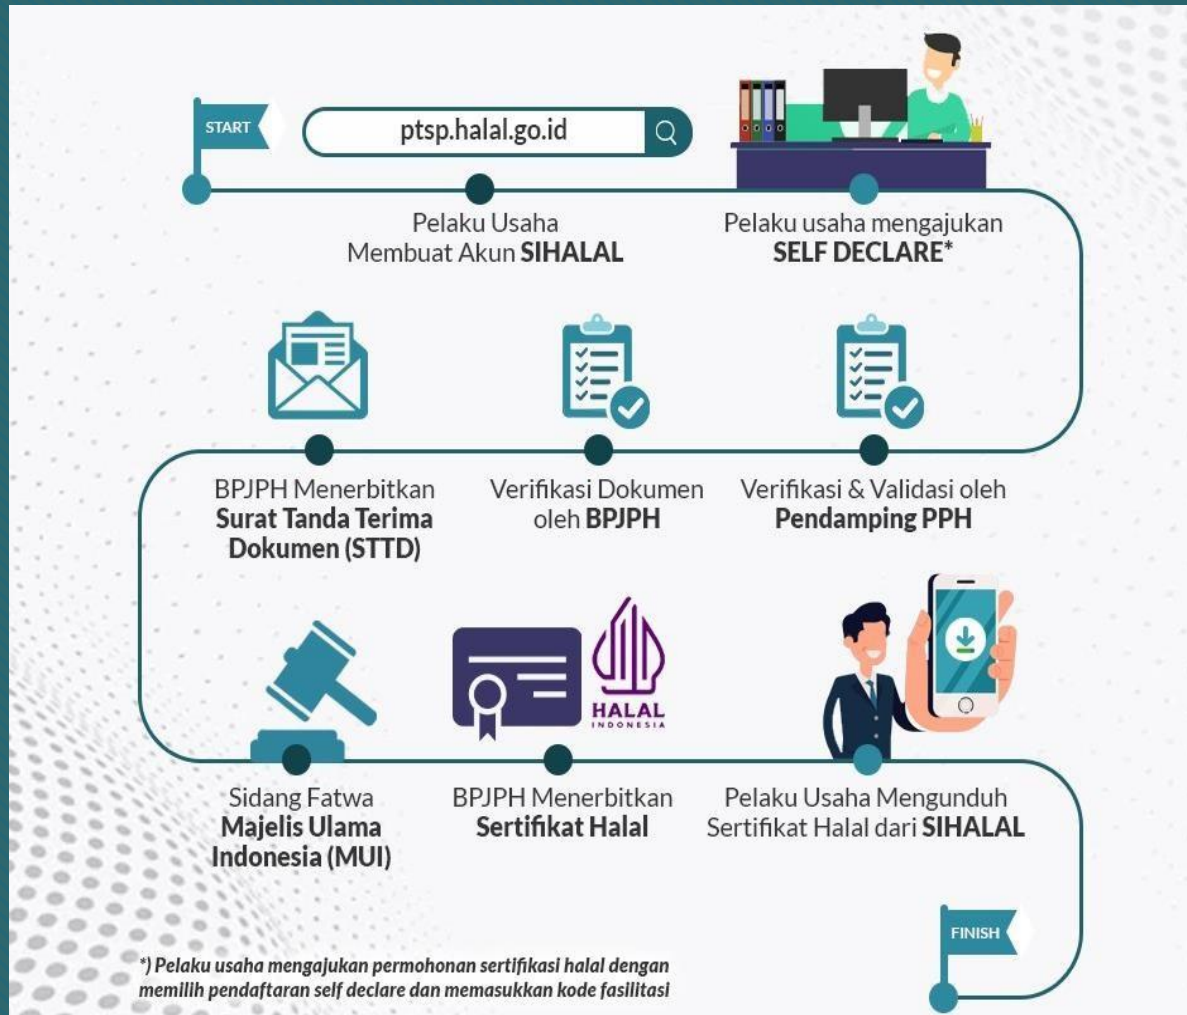 START
ptsp.halal.go.id
Pelaku Usaha
Membuat Akun SIHALAL
Pelaku usaha mengajukan
SELF DECLARE*
Verifikasi & Validasi oleh
Pendamping PPH
Verifikasi Dokumen
oleh BPJPH
BPJPH Menerbitkan
Surat Tanda Terima
Dokumen (STTD)
Sidang Fatwa
Majelis Ulama
Indonesia (MUI)
HALAL
INDONESIA
BPJPH Menerbitkan
Sertifikat Halal
Pelaku Usaha Mengunduh
Sertifikat Halal dari SIHALAL
FINISH
*) Pelaku usaha mengajukan permohonan sertifikasi halal dengan
memilih pendaftaran self declare dan memasukkan kode fasilitasi